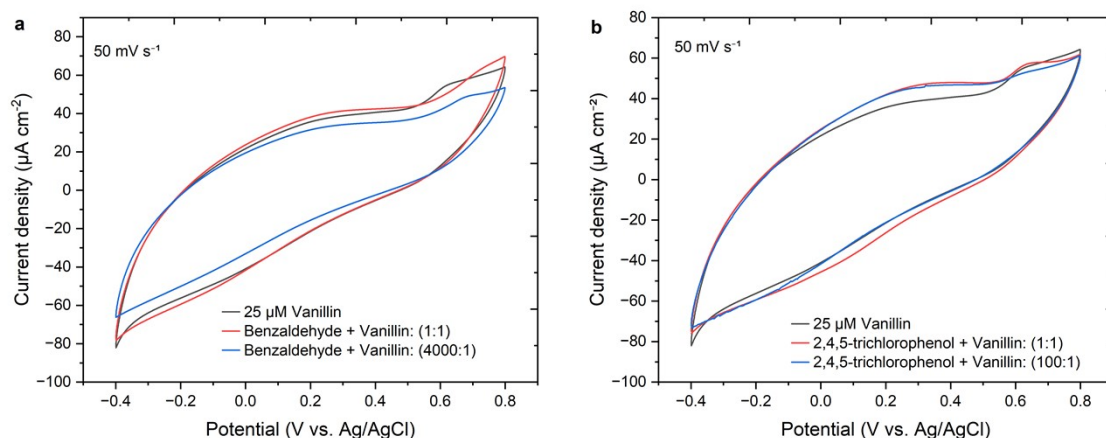 a
50 mV s⁻¹
Current density (µA cm⁻²)
80
60
40
20
0
−20
−40
−60
−80
−100
−0.4 −0.2 0.0 0.2 0.4 0.6 0.8
Potential (V vs. Ag/AgCl)
25 µM Vanillin
Benzaldehyde + Vanillin: (1:1)
Benzaldehyde + Vanillin: (4000:1)
b
50 mV s⁻¹
Current density (µA cm⁻²)
80
60
40
20
0
−20
−40
−60
−80
−100
−0.4 −0.2 0.0 0.2 0.4 0.6 0.8
Potential (V vs. Ag/AgCl)
25 µM Vanillin
2,4,5-trichlorophenol + Vanillin: (1:1)
2,4,5-trichlorophenol + Vanillin: (100:1)